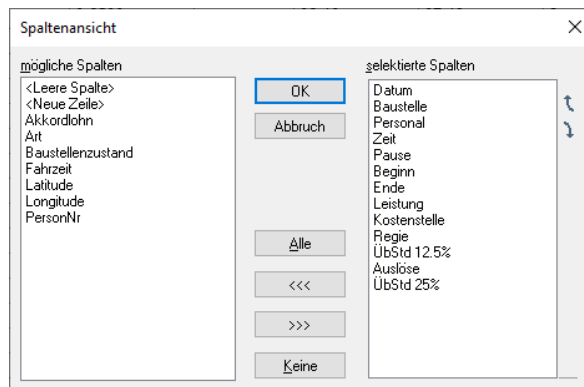 Spaltenansicht
mögliche Spalten
<Leere Spalte>
<Neue Zeile>
Akkordlohn
Art
Baustellenzustand
Fahrzeit
Latitude
Longitude
PersonNr
OK
Abbruch
Alle
<<<
>>>
Keine
selektierte Spalten
Datum
Baustelle
Personal
Zeit
Pause
Beginn
Ende
Leistung
Kostenstelle
Regie
ÜbStd 12.5%
Auslöse
ÜbStd 25%